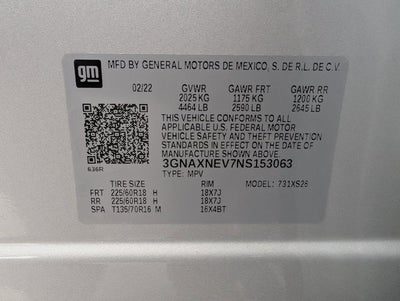 gm
MFD BY GENERAL MOTORS DE MEXICO, S. DE R.L. DE C.V.
02/22 GVWR GAWR FRT GAWR RR
2025 KG 1175 KG 1200 KG
4464 LB 2590 LB 2645 LB
THIS VEHICLE CONFORMS TO ALL
APPLICABLE U.S. FEDERAL MOTOR
VEHICLE SAFETY AND THEFT PREVENTION
STANDARDS IN EFFECT ON THE DATE OF
MANUFACTURE SHOWN ABOVE.
636R 3GNAXNEV7NS153063
TYPE: MPV
TIRE SIZE RIM MODEL: 731XS26
FRT 225/60R18 H 18X7J
RR 225/60R18 H 18X7J
SPA T135/70R16 M 16X4BT